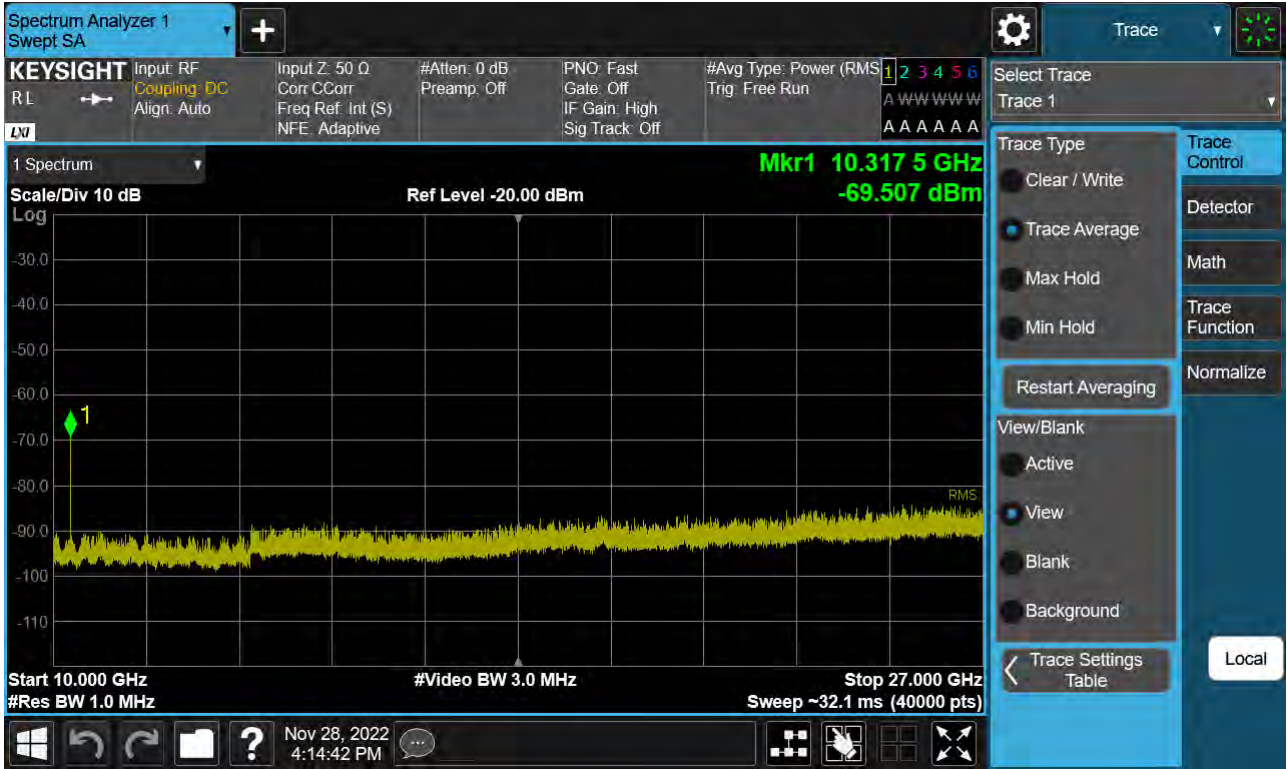 Spectrum Analyzer 1
Swept SA
+
Trace
KEYSIGHT
R L
LXI
Input: RF
Coupling: DC
Align: Auto
Input Z: 50 Ω
Corr CCorr
Freq Ref: Int (S)
NFE: Adaptive
#Atten: 0 dB
Preamp: Off
PNO: Fast
Gate: Off
IF Gain: High
Sig Track: Off
#Avg Type: Power (RMS
Trig: Free Run
1 2 3 4 5 6
A W W W W W
A A A A A A
Select Trace
Trace 1
1 Spectrum
Scale/Div 10 dB
Log
Ref Level -20.00 dBm
Mkr1 10.317 5 GHz
-69.507 dBm
-30.0
-40.0
-50.0
-60.0
-70.0
-80.0
-90.0
-100
-110
1
RMS
Start 10.000 GHz
#Res BW 1.0 MHz
#Video BW 3.0 MHz
Stop 27.000 GHz
Sweep ~32.1 ms (40000 pts)
Trace Type
Clear / Write
Trace Average
Max Hold
Min Hold
Restart Averaging
View/Blank
Active
View
Blank
Background
Trace Settings
Table
Trace
Control
Detector
Math
Trace
Function
Normalize
Local
?
Nov 28, 2022
4:14:42 PM